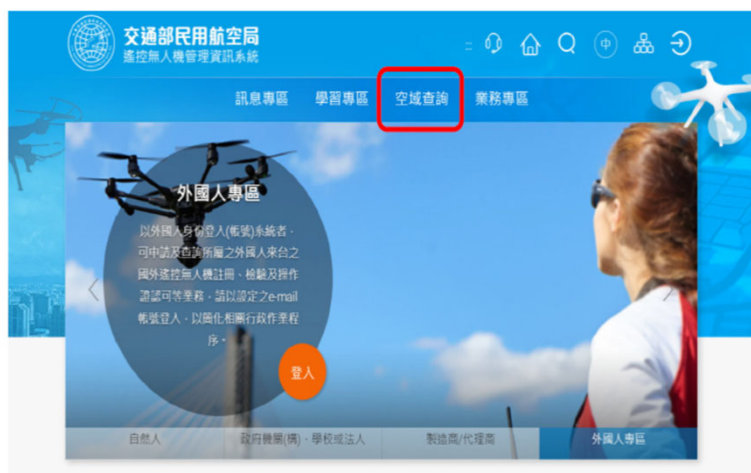 交通部民用航空局
遙控無人機管理資訊系統
中
訊息專區 學習專區 空域查詢 業務專區
外國人專區
以外國人身份登入(帳號)系統者，
可申請及查詢所屬之外國人來台之
國外遙控無人機註冊、檢驗及操作
證認可等業務，請以設定之e-mail
帳號登入，以簡化相關行政作業程
序。
登入
自然人 政府機關(構)、學校或法人 製造商/代理商 外國人專區